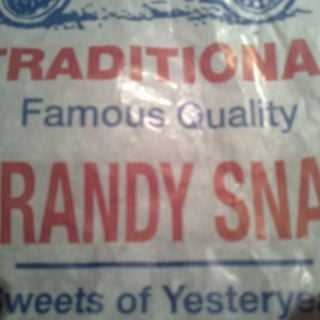 TRADITIONA
Famous Quality
RANDY SNA
weets of Yesterye